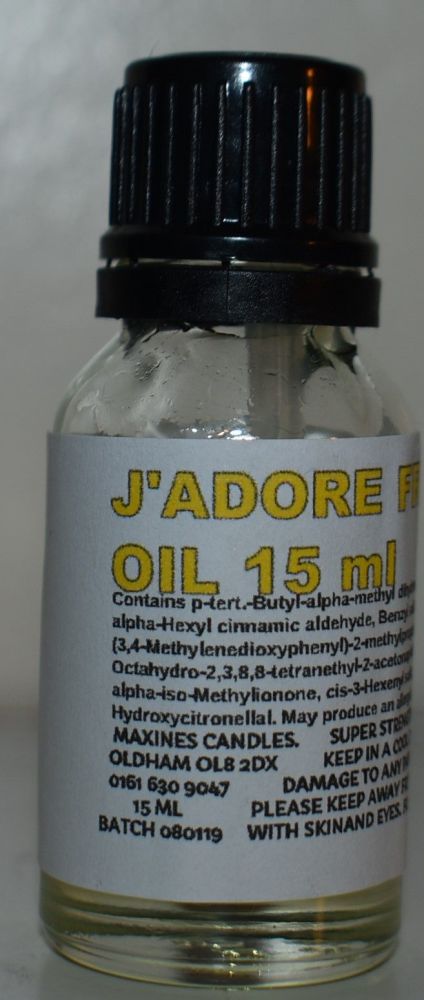 J'ADORE
OIL 15 ml
Contains p-tert.-Butyl-alpha-methyl
alpha-Hexyl cinnamic aldehyde, Benzyl
(3,4-Methylenedioxyphenyl)-2-
Octahydro-2,3,8,8-tetranethyl-2-
alpha-iso-Methylionone, cis-3-Hexenyl
Hydroxycitronellal. May produce an
MAXINES CANDLES. SUPER
OLDHAM OL8 2DX KEEP IN A
0161 630 9047 DAMAGE TO ANY
15 ML PLEASE KEEP AWAY
BATCH 080119 WITH SKINAND EYES.